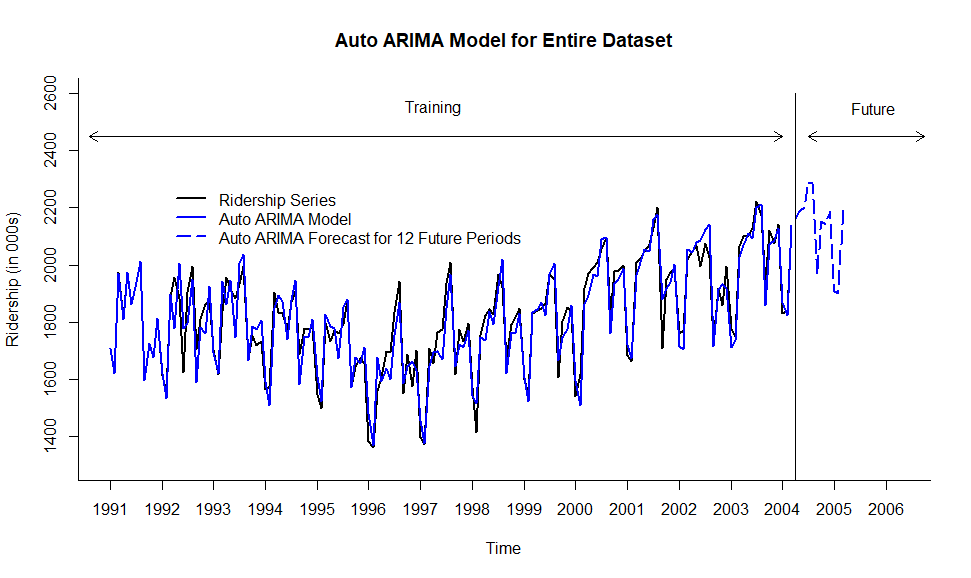 Auto ARIMA Model for Entire Dataset
Training
Future
Ridership Series
Auto ARIMA Model
Auto ARIMA Forecast for 12 Future Periods
Ridership (in 000s)
2600
2400
2200
2000
1800
1600
1400
1991 1992 1993 1994 1995 1996 1997 1998 1999 2000 2001 2002 2003 2004 2005 2006
Time